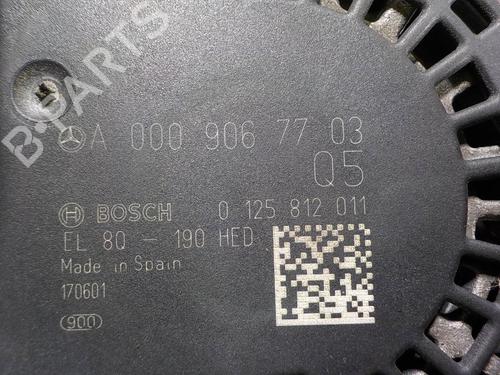 A 000 906 77 03
Q5
BOSCH 0 125 812 011
EL 8Q - 190 HED
Made in Spain
170601
900
B-PARTS